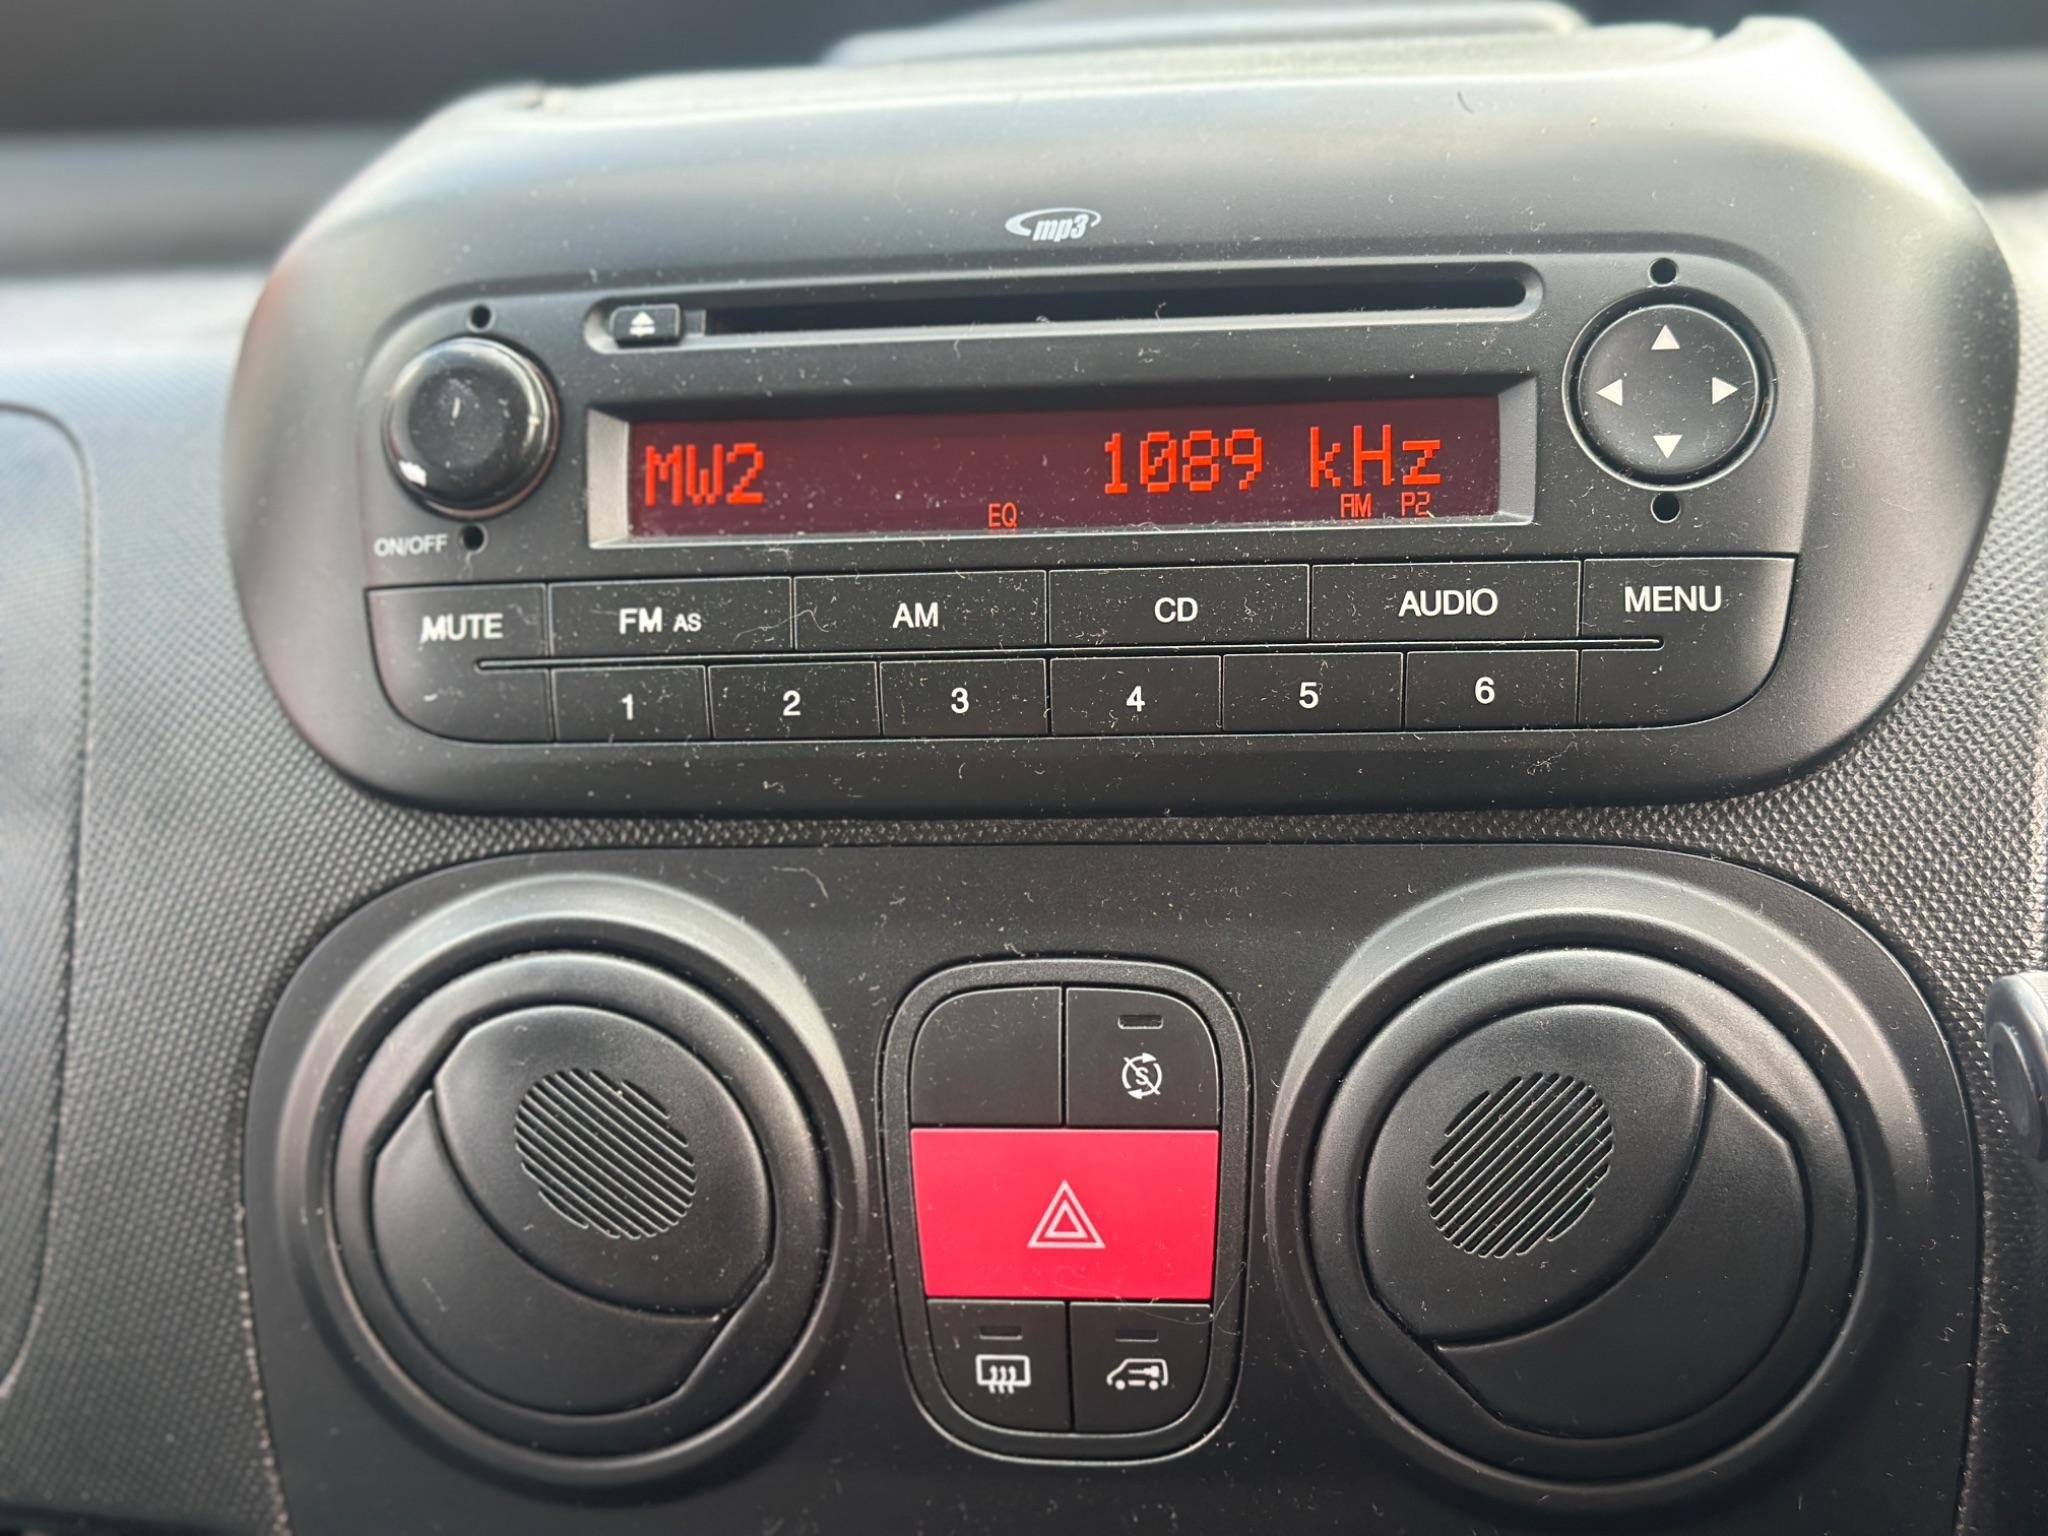 mp3
MW2 1089 kHz
EQ AM P2
ON/OFF
MUTE FM AS AM CD AUDIO MENU
1 2 3 4 5 6
S